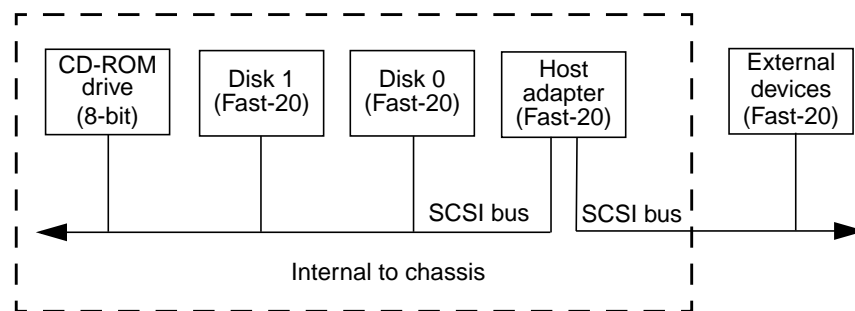 CD-ROM
drive
(8-bit)
Disk 1
(Fast-20)
Disk 0
(Fast-20)
Host
adapter
(Fast-20)
External
devices
(Fast-20)
SCSI bus
SCSI bus
Internal to chassis